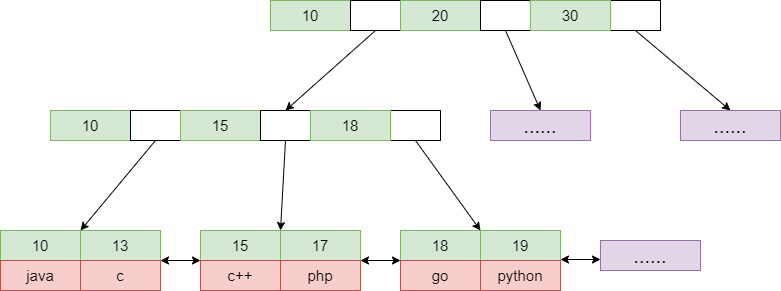 10 20 30
10 15 18 ...... ......
10 13 15 17 18 19 ......
java c c++ php go python